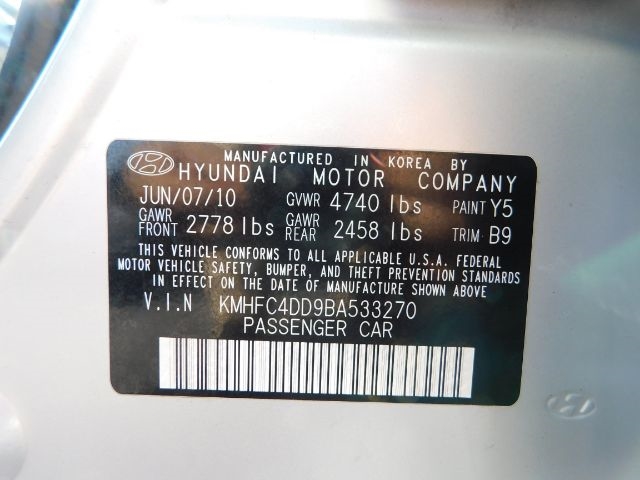 MANUFACTURED IN KOREA BY
HYUNDAI MOTOR COMPANY
JUN/07/10 GVWR 4740 lbs PAINT Y5
GAWR FRONT 2778 lbs GAWR REAR 2458 lbs TRIM B9
THIS VEHICLE CONFORMS TO ALL APPLICABLE U.S.A. FEDERAL
MOTOR VEHICLE SAFETY, BUMPER, AND THEFT PREVENTION STANDARDS
IN EFFECT ON THE DATE OF MANUFACTURE SHOWN ABOVE
V.I.N KMHFC4DD9BA533270
PASSENGER CAR